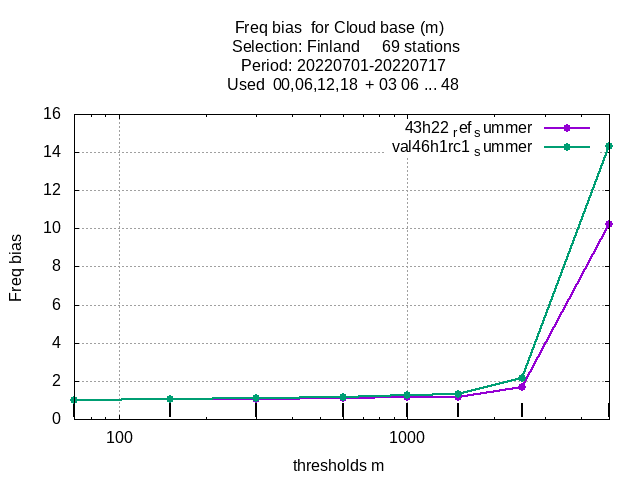 Freq bias  for Cloud base (m)
Selection: Finland     69 stations
Period: 20220701-20220717
Used  00,06,12,18  + 03 06 ... 48
16
14
12
10
8
6
4
2
0
Freq bias
43h22 ref summer
val46h1rc1 summer
100
1000
thresholds m